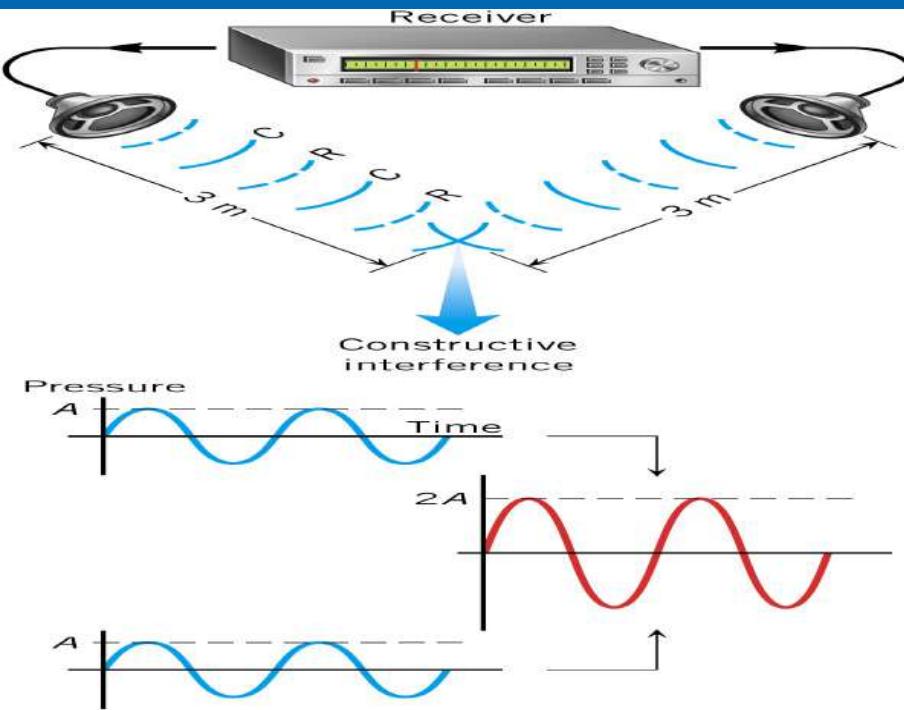 Receiver
C
R
C
R
3 m
3 m
Constructive
interference
Pressure
A
Time
2A
A